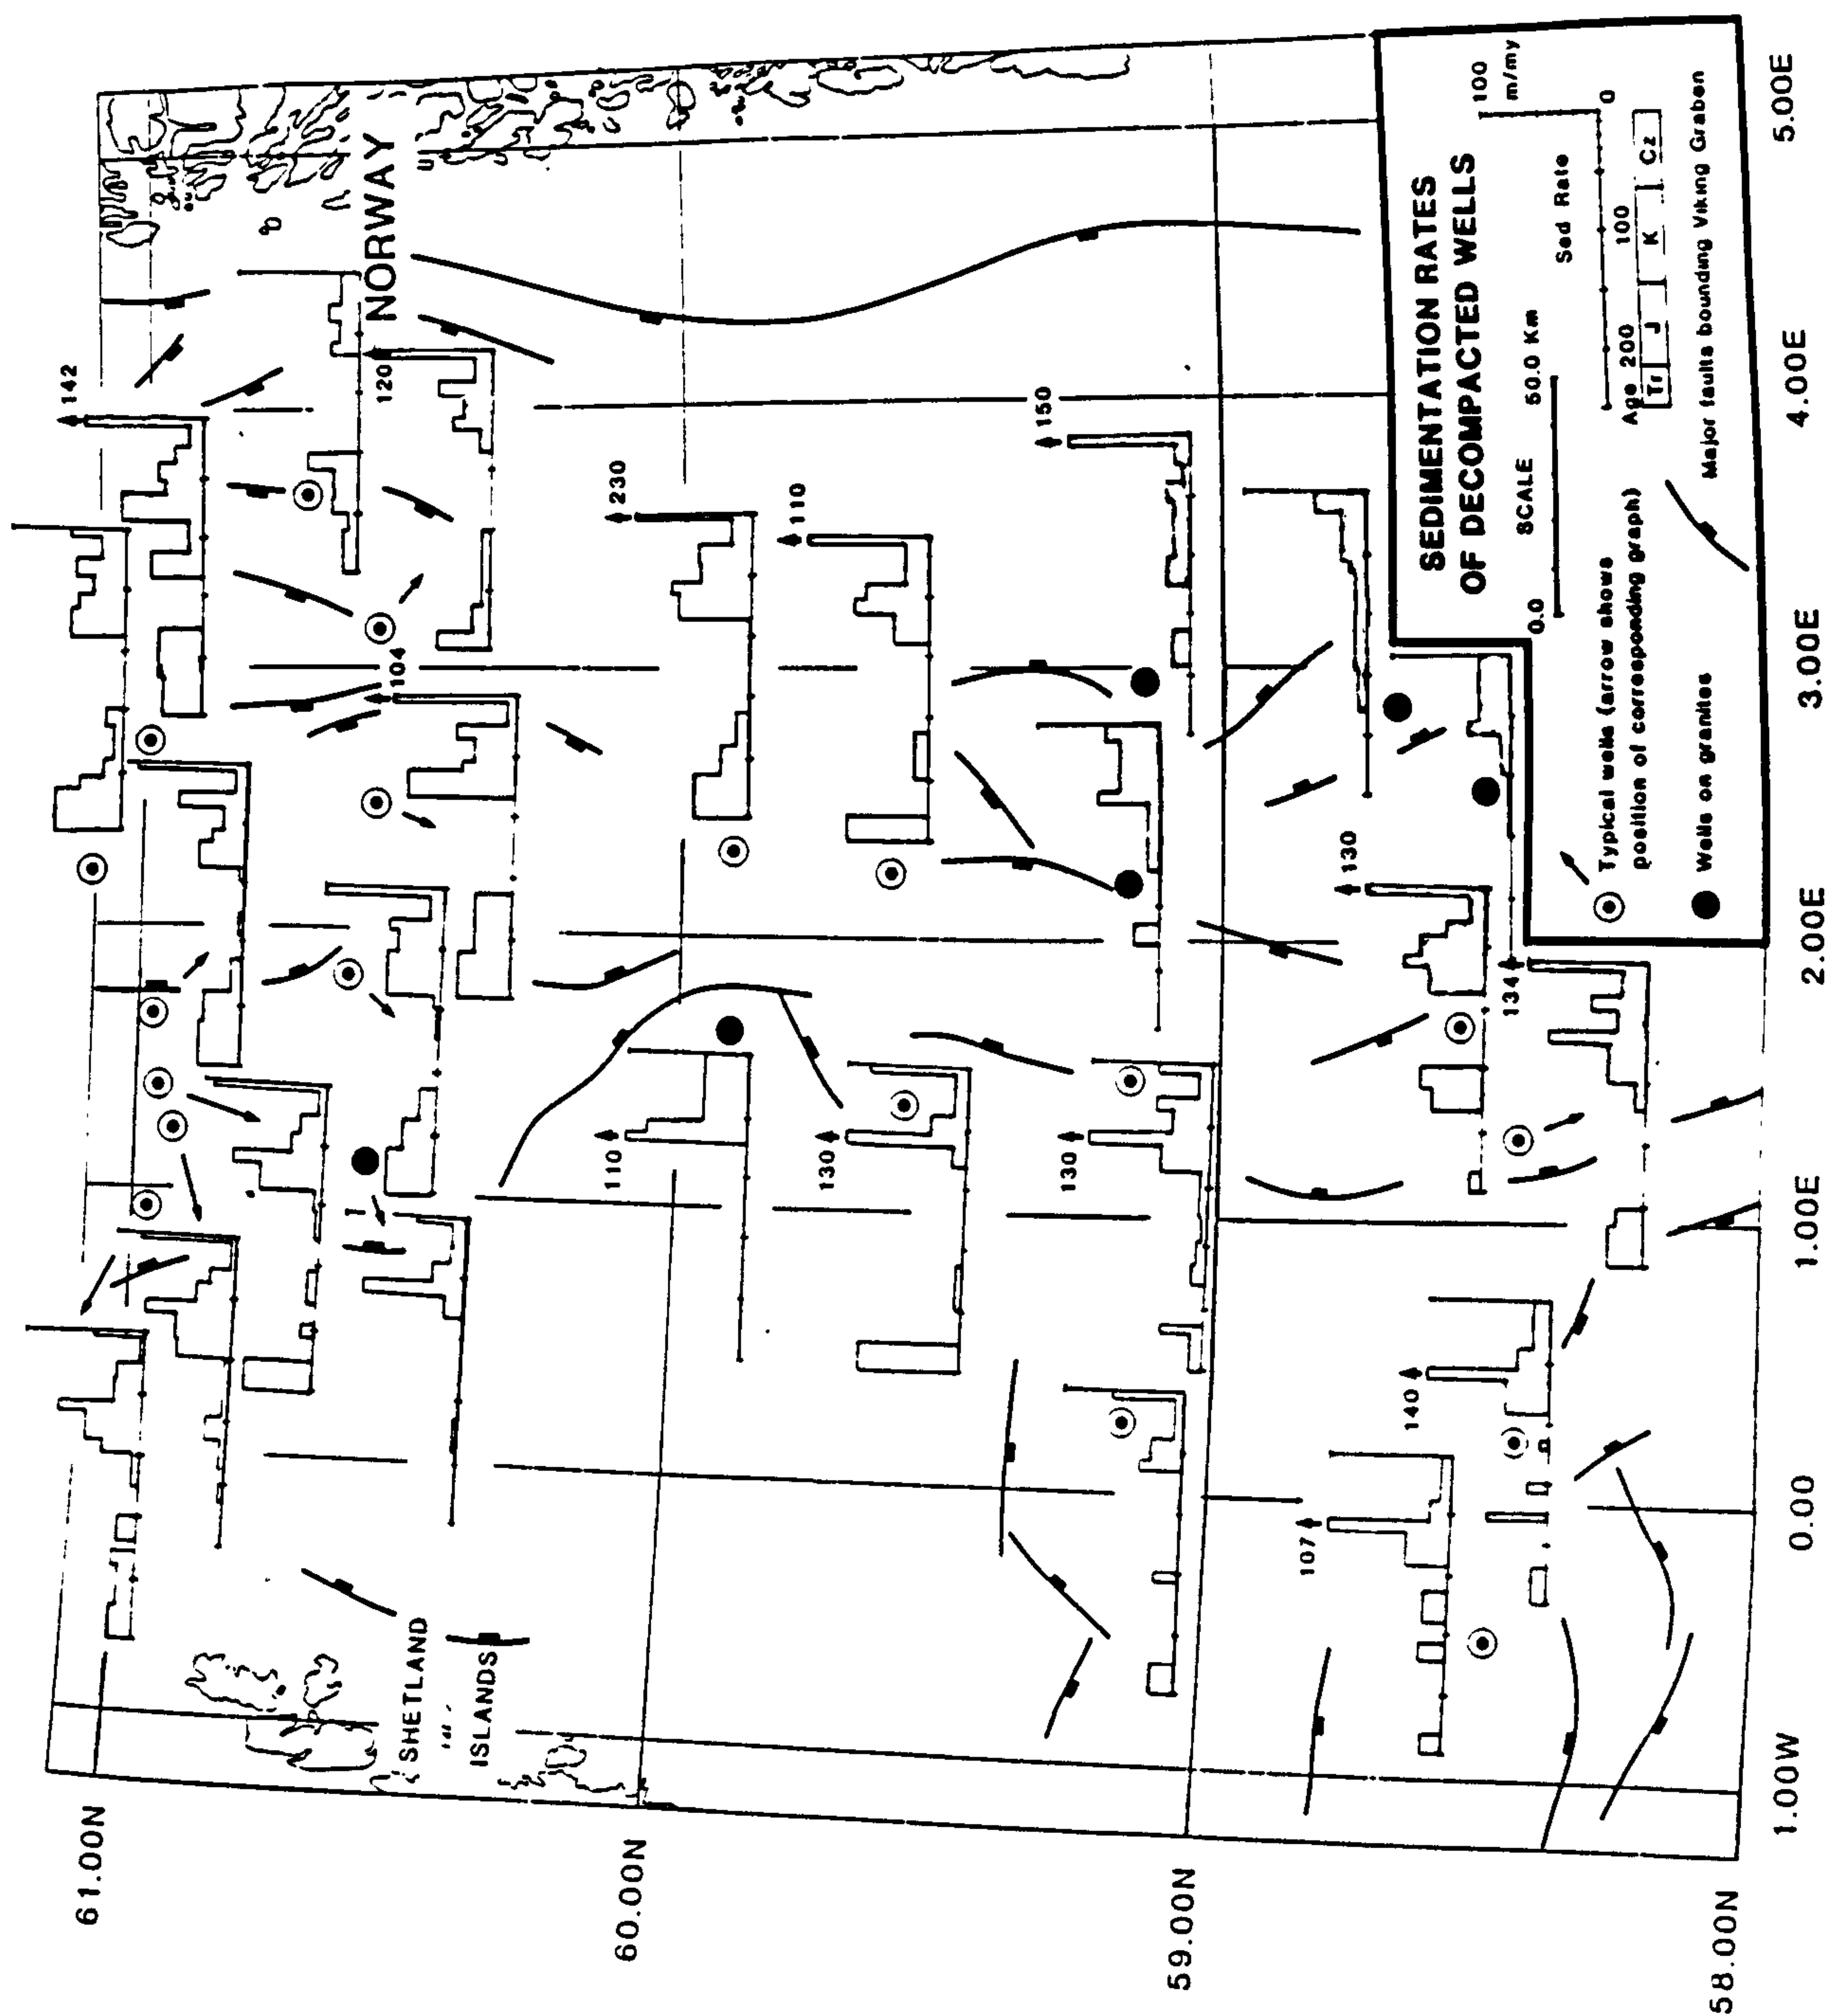 61.00N
60.00N
59.00N
58.00N
1.00W
0.00
1.00E
2.00E
3.00E
4.00E
5.00E
NORWAY
SHETLAND
ISLANDS
142
120
104
230
110
150
110
130
130
130
134
140
107
SEDIMENTATION RATES
OF DECOMPACTED WELLS
0.0 SCALE 50.0 Km
Sed Rate
100
m/my
0
Age 200 100
Tr J K Cz
Typical wells (arrow shows
position of corresponding graph)
Wells on granites
Major faults bounding Viking Graben